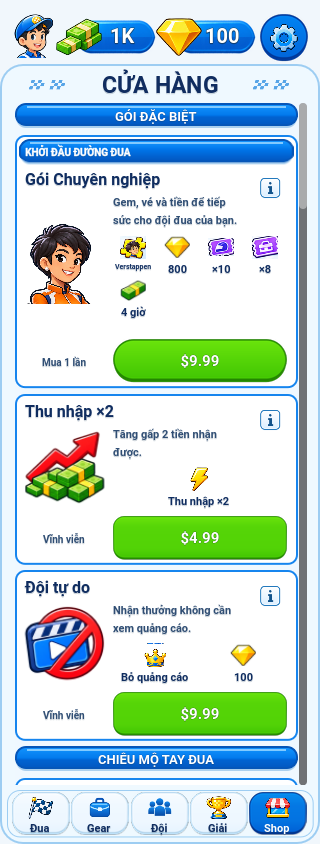 1K
100
CỬA HÀNG
GÓI ĐẶC BIỆT
KHỞI ĐẦU ĐƯỜNG ĐUA
Gói Chuyên nghiệp
Gem, vé và tiền để tiếp
sức cho đội đua của bạn.
Verstappen
800
×10
×8
4 giờ
Mua 1 lần
$9.99
Thu nhập ×2
Tăng gấp 2 tiền nhận
được.
Thu nhập ×2
Vĩnh viễn
$4.99
Đội tự do
Nhận thưởng không cần
xem quảng cáo.
Bỏ quảng cáo
100
Vĩnh viễn
$9.99
CHIÊU MỘ TAY ĐUA
Đua
Gear
Đội
Giải
Shop